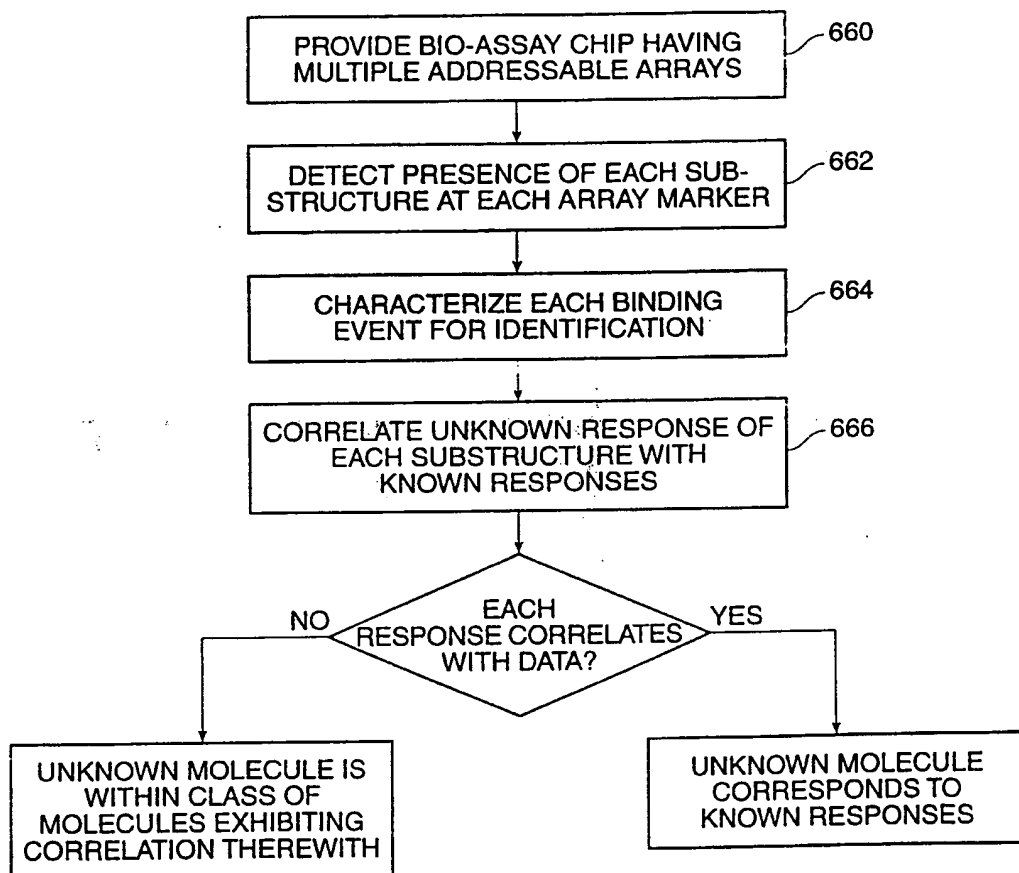 PROVIDE BIO-ASSAY CHIP HAVING
MULTIPLE ADDRESSABLE ARRAYS
660
DETECT PRESENCE OF EACH SUB-
STRUCTURE AT EACH ARRAY MARKER
662
CHARACTERIZE EACH BINDING
EVENT FOR IDENTIFICATION
664
CORRELATE UNKNOWN RESPONSE OF
EACH SUBSTRUCTURE WITH
KNOWN RESPONSES
666
EACH
RESPONSE CORRELATES
WITH DATA?
NO
YES
UNKNOWN MOLECULE IS
WITHIN CLASS OF
MOLECULES EXHIBITING
CORRELATION THEREWITH
UNKNOWN MOLECULE
CORRESPONDS TO
KNOWN RESPONSES